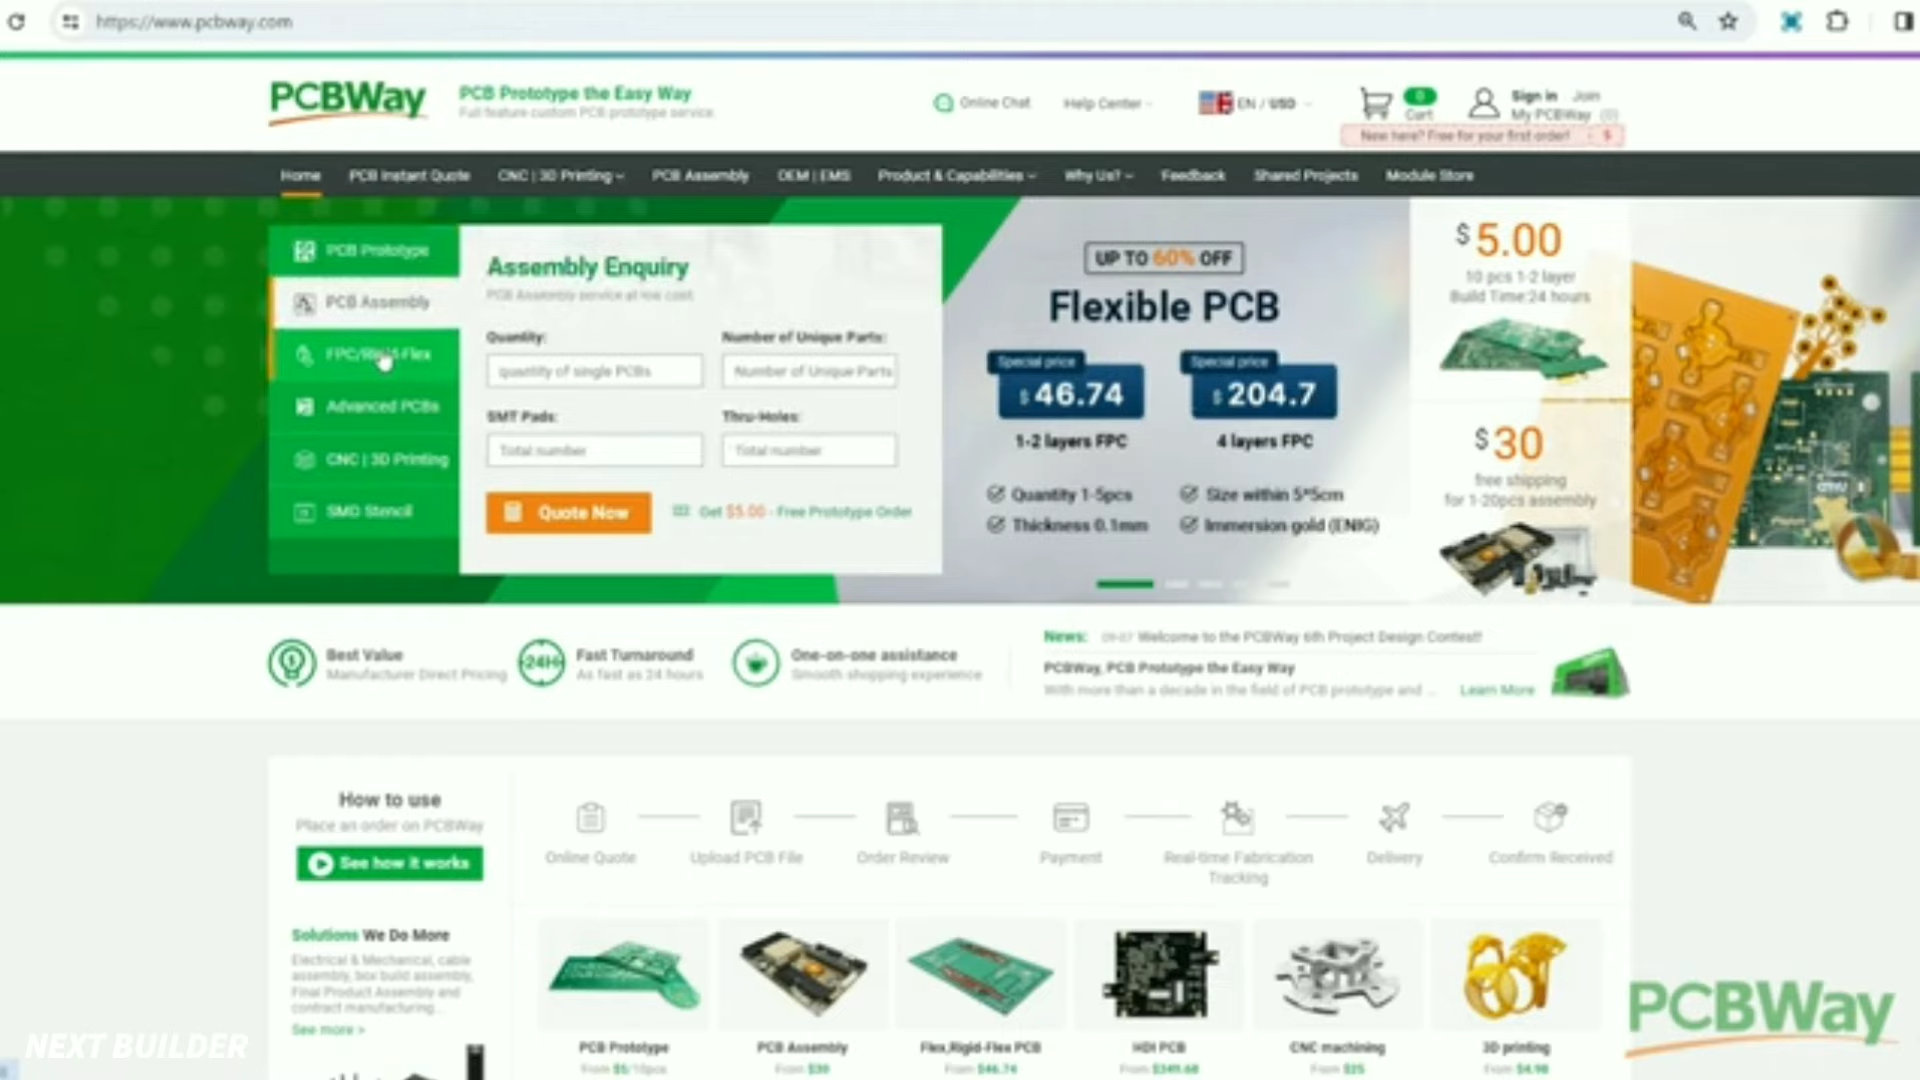 https://www.pcbway.com
PCBWay
PCB Prototype the Easy Way
Full feature custom PCB prototype service.
Online Chat
Help Center
EN / USD
0
Cart
Sign in Join
My PCBWay (0)
New here? Free for your first order! $
Home PCB Instant Quote CNC | 3D Printing PCB Assembly OEM | EMS Product & Capabilities Why Us? Feedback Shared Projects Module Store
PCB Prototype
PCB Assembly
FPC/Rigid-Flex
Advanced PCBs
CNC | 3D Printing
SMD Stencil
Assembly Enquiry
PCB Assembly service at low cost
Quantity: Number of Unique Parts:
quantity of single PCBs Number of Unique Parts
SMT Pads: Thru-Holes:
Total number Total number
Quote Now
Get $5.00 - Free Prototype Order
UP TO 60% OFF
Flexible PCB
Special price Special price
$ 46.74 $ 204.7
1-2 layers FPC 4 layers FPC
Quantity 1-5pcs Size within 5*5cm
Thickness 0.1mm Immersion gold (ENIG)
$ 5.00
10 pcs 1-2 layer
Build Time:24 hours
$ 30
free shipping
for 1-20pcs assembly
Best Value
Manufacturer Direct Pricing
24H
Fast Turnaround
As fast as 24 hours
One-on-one assistance
Smooth shopping experience
News: 09-07 Welcome to the PCBWay 6th Project Design Contest!
PCBWay, PCB Prototype the Easy Way
With more than a decade in the field of PCB prototype and ... Learn More
How to use
Place an order on PCBWay
See how it works
Online Quote Upload PCB File Order Review Payment Real-time Fabrication Tracking Delivery Confirm Received
Solutions We Do More
Electrical & Mechanical, cable
assembly, box build assembly,
Final Product Assembly and
contract manufacturing...
See more >
PCB Prototype PCB Assembly Flex,Rigid-Flex PCB HDI PCB CNC machining 3D printing
From $5/10pcs From $30 From $46.74 From $349.68 From $25 From $4.98
NEXT BUILDER
PCBWay